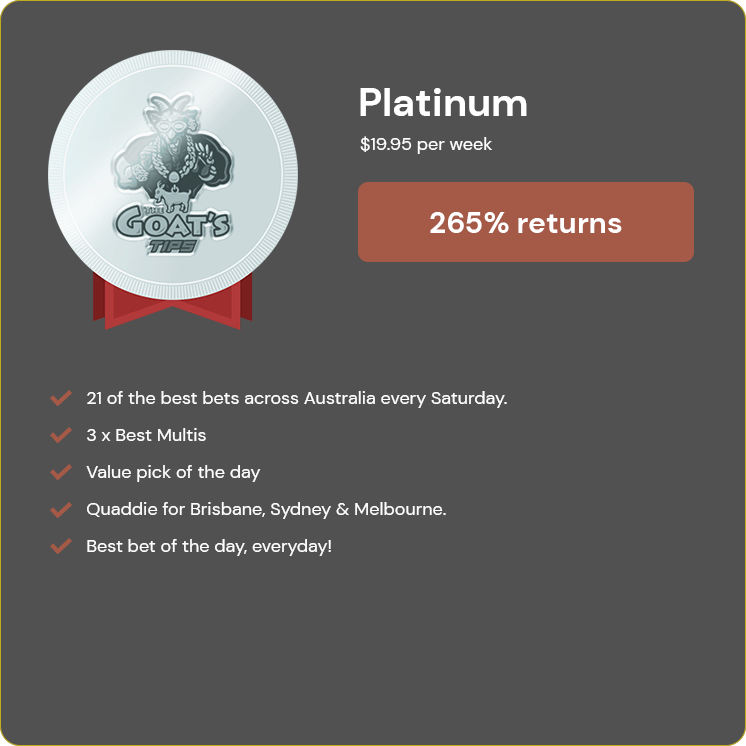 THE
GOAT'S
TIPS
Platinum
$19.95 per week
265% returns
21 of the best bets across Australia every Saturday.
3 x Best Multis
Value pick of the day
Quaddie for Brisbane, Sydney & Melbourne.
Best bet of the day, everyday!